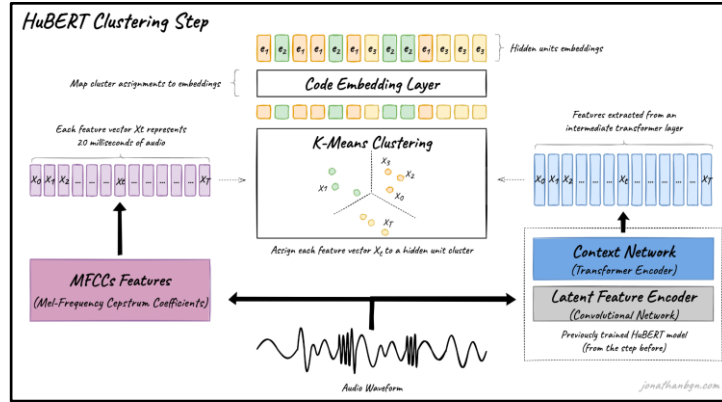 HuBERT Clustering Step
e1 e2 e1 e1 e2 e1 e3 e2 e2 e1 e3 e3 e3
Hidden units embeddings
Map cluster assignments to embeddings
Code Embedding Layer
Each feature vector Xt represents
20 milliseconds of audio
K-Means Clustering
Features extracted from an
intermediate transformer
layer
X0 X1 X2 ... ... ... Xt ... ... ... ... ... XT
X1
X3
X2
X0
XT
X0 X1 X2 ... ... ... Xt ... ... ... ... ... XT
Assign each feature vector Xt to a hidden unit cluster
MFCCs Features
(Mel-Frequency Cepstrum Coefficients)
Context Network
(Transformer Encoder)
Latent Feature Encoder
(Convolutional Network)
Previously trained HuBERT model
(from the step before)
Audio Waveform
jonathanbgn.com